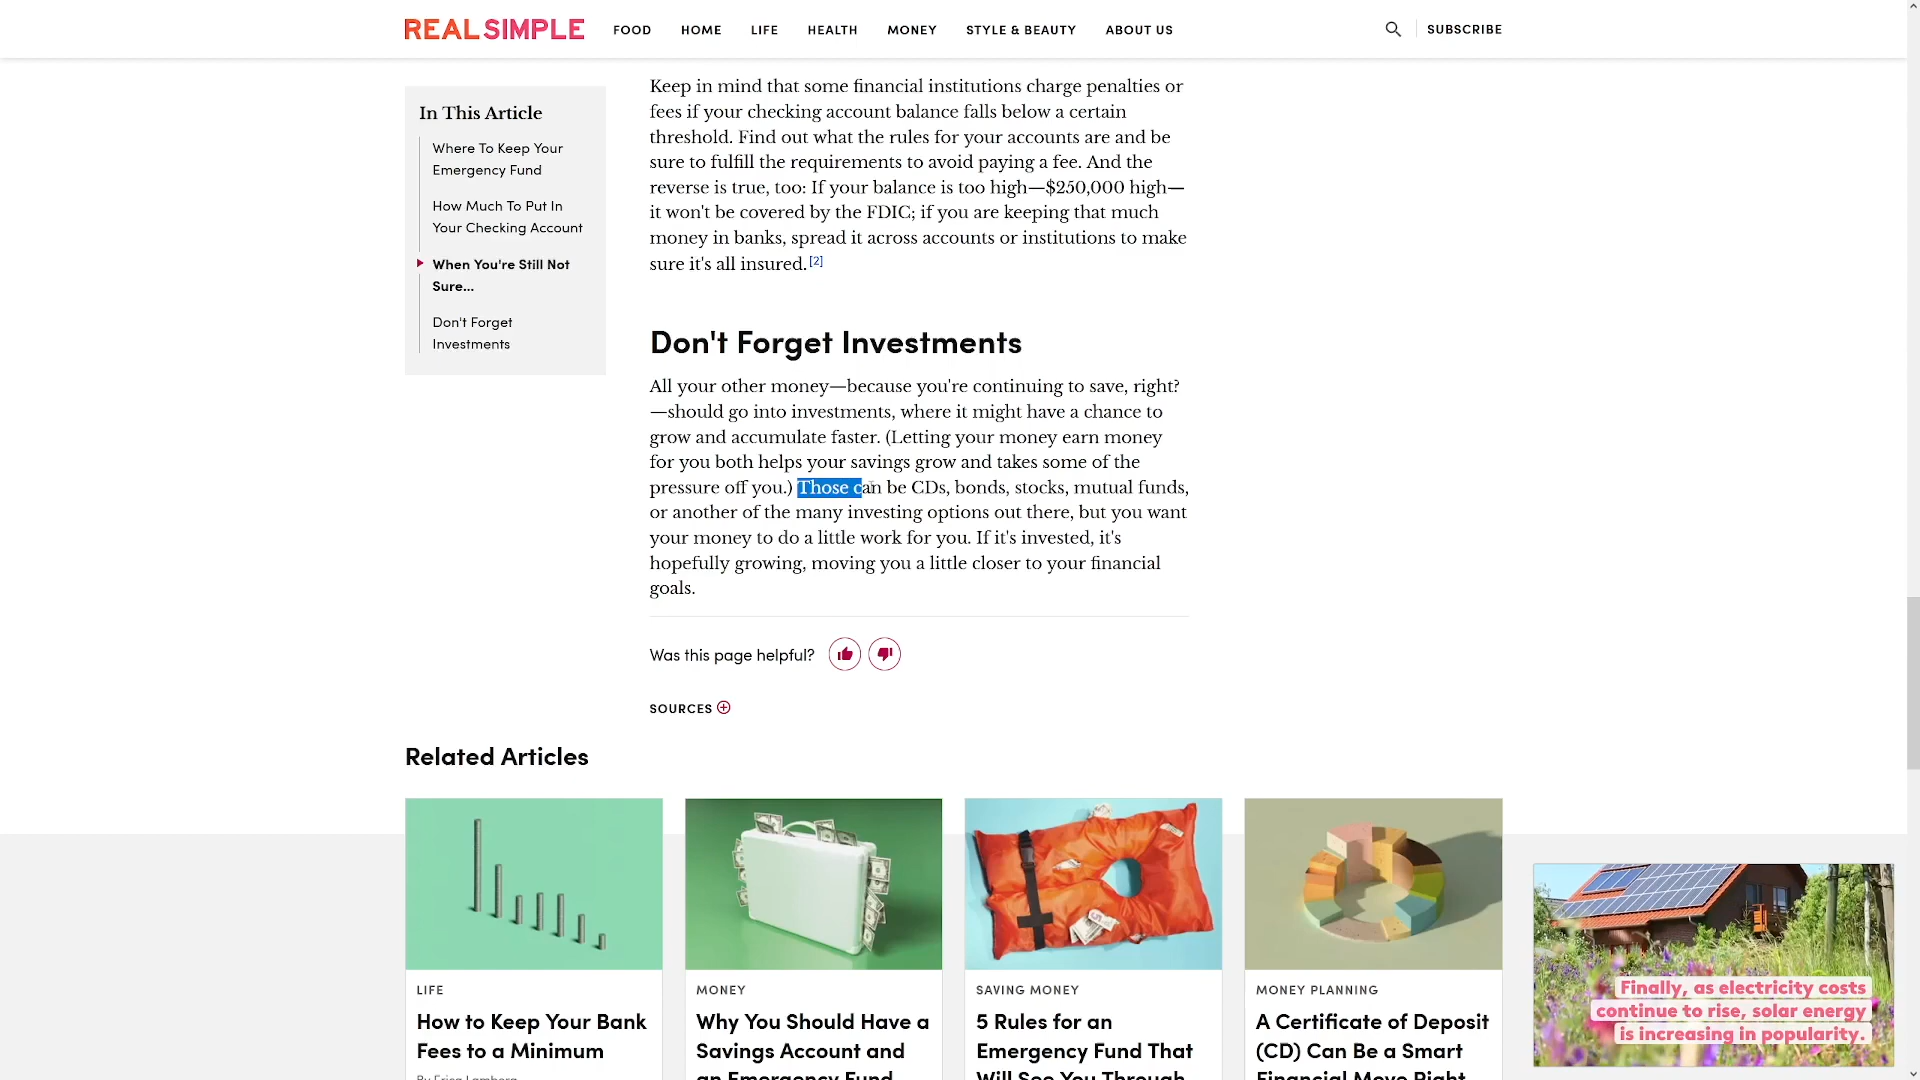 REAL SIMPLE
FOOD
HOME
LIFE
HEALTH
MONEY
STYLE & BEAUTY
ABOUT US
SUBSCRIBE
In This Article
Where To Keep Your
Emergency Fund
How Much To Put In
Your Checking Account
When You're Still Not
Sure...
Don't Forget
Investments
Keep in mind that some financial institutions charge penalties or
fees if your checking account balance falls below a certain
threshold. Find out what the rules for your accounts are and be
sure to fulfill the requirements to avoid paying a fee. And the
reverse is true, too: If your balance is too high—$250,000 high—
it won't be covered by the FDIC; if you are keeping that much
money in banks, spread it across accounts or institutions to make
sure it's all insured. [2]
Don't Forget Investments
All your other money—because you're continuing to save, right?
—should go into investments, where it might have a chance to
grow and accumulate faster. (Letting your money earn money
for you both helps your savings grow and takes some of the
pressure off you.) Those can be CDs, bonds, stocks, mutual funds,
or another of the many investing options out there, but you want
your money to do a little work for you. If it's invested, it's
hopefully growing, moving you a little closer to your financial
goals.
Was this page helpful?
SOURCES
Related Articles
LIFE
How to Keep Your Bank
Fees to a Minimum
By Erica Lamberg
MONEY
Why You Should Have a
Savings Account and
an Emergency Fund
SAVING MONEY
5 Rules for an
Emergency Fund That
Will See You Through
MONEY PLANNING
A Certificate of Deposit
(CD) Can Be a Smart
Financial Move Right
Finally, as electricity costs
continue to rise, solar energy
is increasing in popularity.